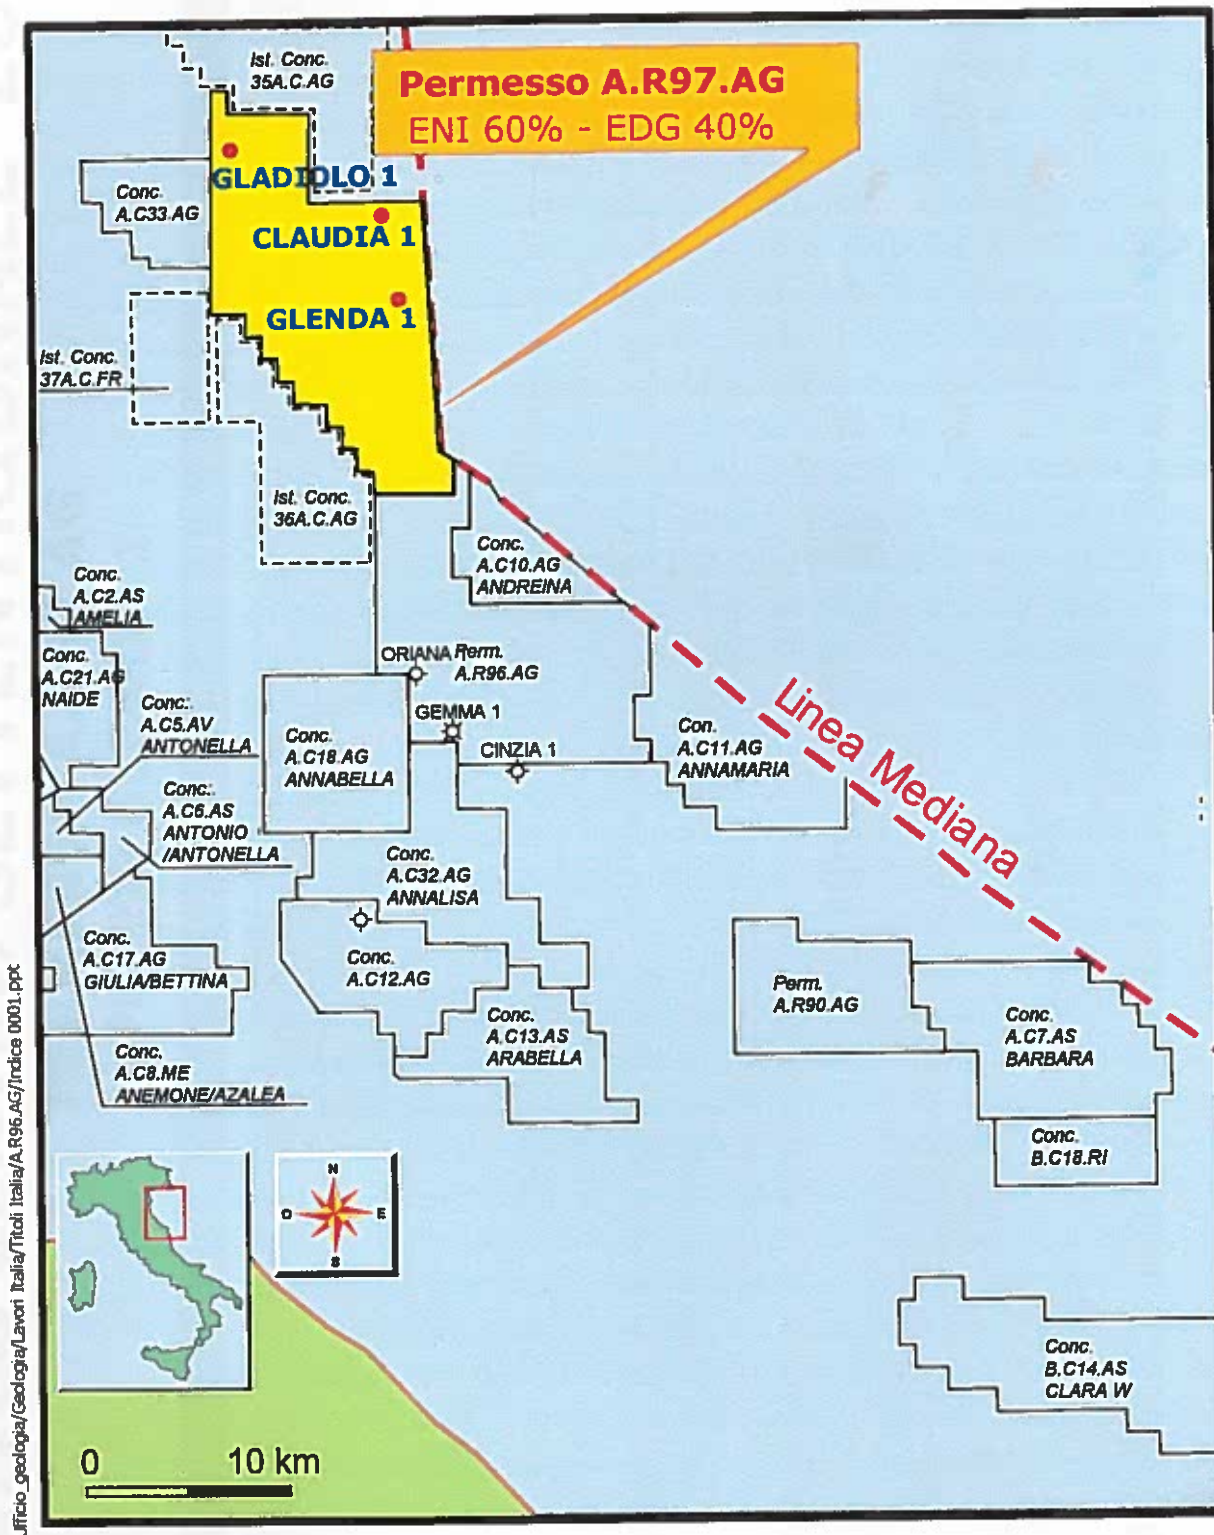 Ist. Conc.
35A.C.AG
Permesso A.R97.AG
ENI 60% - EDG 40%
GLADIOLO 1
Conc.
A.C33.AG
CLAUDIA 1
GLENDA 1
Ist. Conc.
37A.C.FR
Ist. Conc.
36A.C.AG
Conc.
A.C10.AG
ANDREINA
Conc.
A.C2.AS
AMELIA
Conc.
A.C21.AG
NAIDE
ORIANA 1
Perm.
A.R96.AG
Conc.
A.C5.AV
ANTONELLA
GEMMA 1
Conc.
A.C18.AG
ANNABELLA
CINZIA 1
Con.
A.C11.AG
ANNAMARIA
Linea Mediana
Conc.
A.C6.AS
ANTONIO
/ANTONELLA
Conc.
A.C32.AG
ANNALISA
Conc.
A.C17.AG
GIULIA/BETTINA
Conc.
A.C12.AG
Perm.
A.R90.AG
Conc.
A.C13.AS
ARABELLA
Conc.
A.C7.AS
BARBARA
Conc.
A.C8.ME
ANEMONE/AZALEA
Conc.
B.C18.RI
N
O
E
S
Conc.
B.C14.AS
CLARA W
0 10 km
Ufficio_geologia/Geologia/Lavori Italia/Titoli Italia/A.R96.AG/Indice 0001.ppt